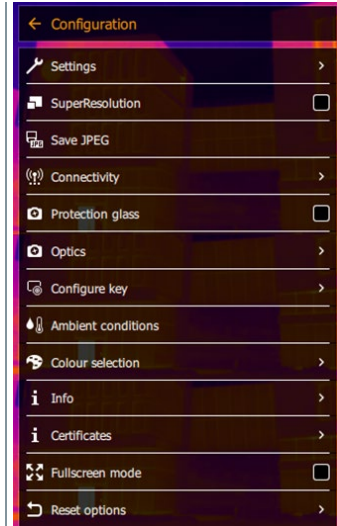 Configuration
Settings
SuperResolution
JPG
Save JPEG
Connectivity
Protection glass
Optics
Configure key
Ambient conditions
Colour selection
Info
Certificates
Fullscreen mode
Reset options